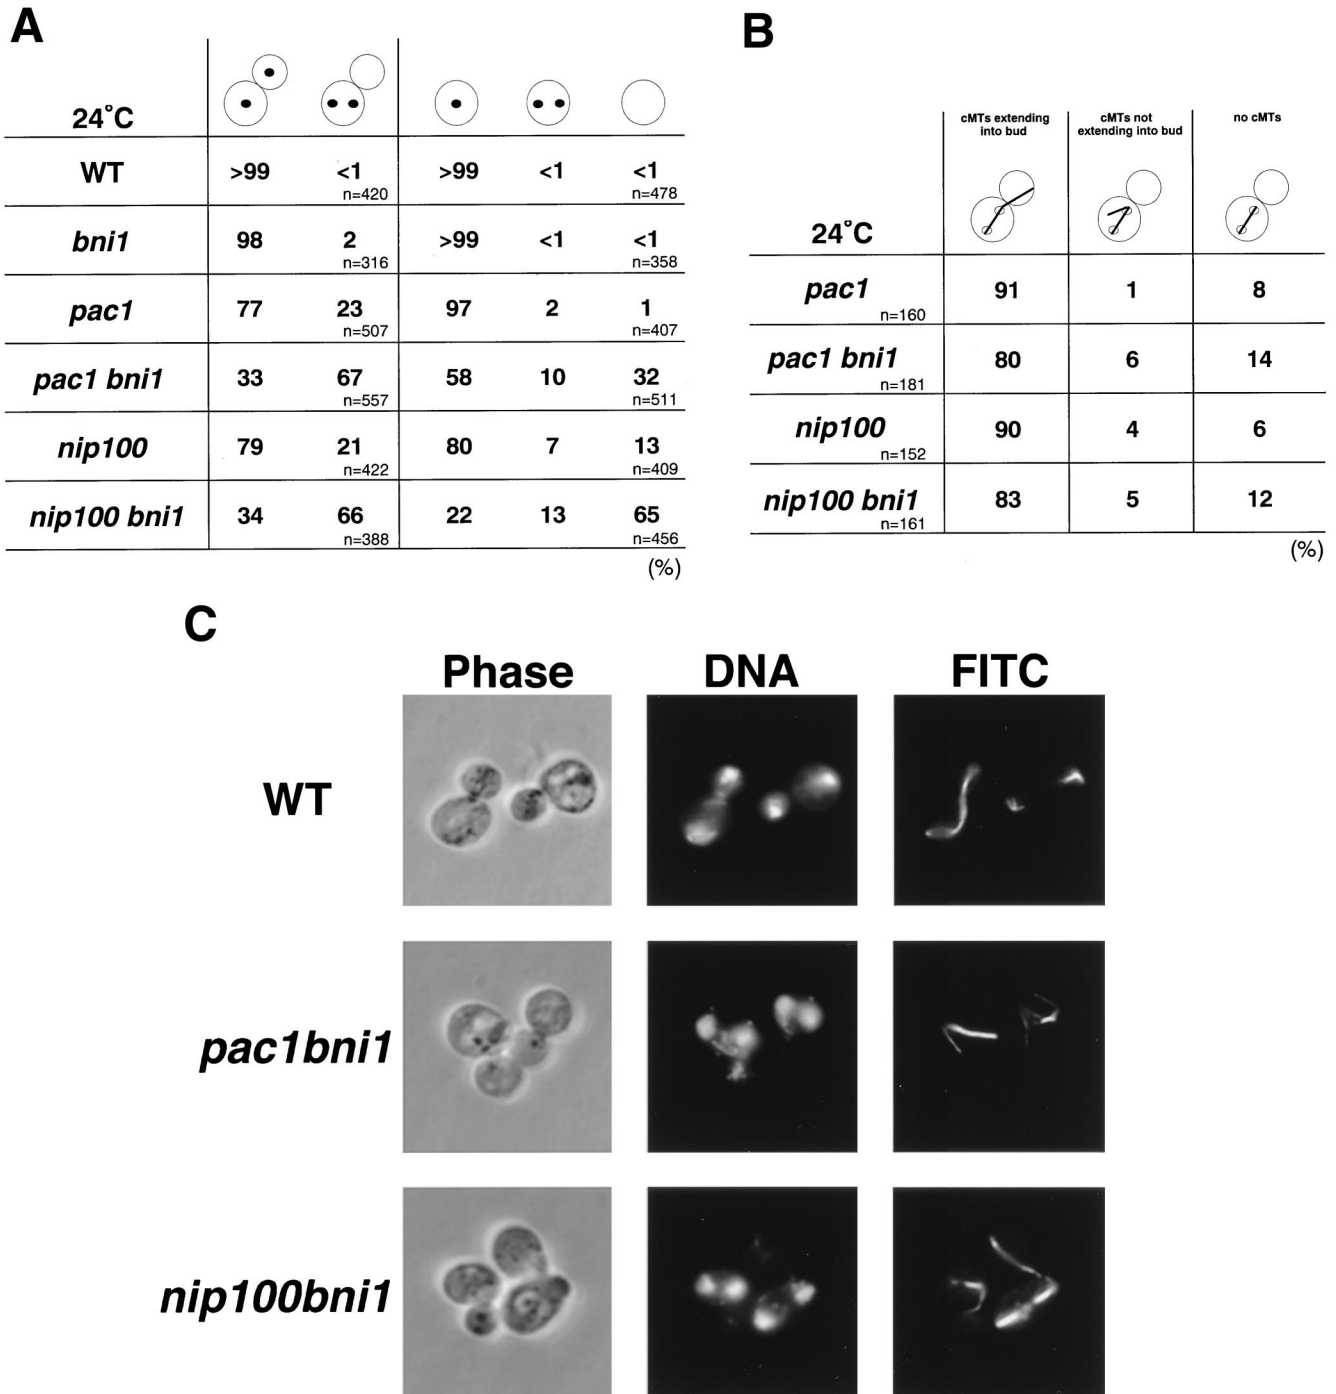 A
24°C
WT >99 <1 >99 <1 <1
n=420 n=478
bni1 98 2 >99 <1 <1
n=316 n=358
pac1 77 23 97 2 1
n=507 n=407
pac1 bni1 33 67 58 10 32
n=557 n=511
nip100 79 21 80 7 13
n=422 n=409
nip100 bni1 34 66 22 13 65
n=388 n=456
(%)
B
cMTs extending cMTs not no cMTs
into bud extending into bud
24°C
pac1 91 1 8
n=160
pac1 bni1 80 6 14
n=181
nip100 90 4 6
n=152
nip100 bni1 83 5 12
n=161
(%)
C
Phase DNA FITC
WT
pac1bni1
nip100bni1